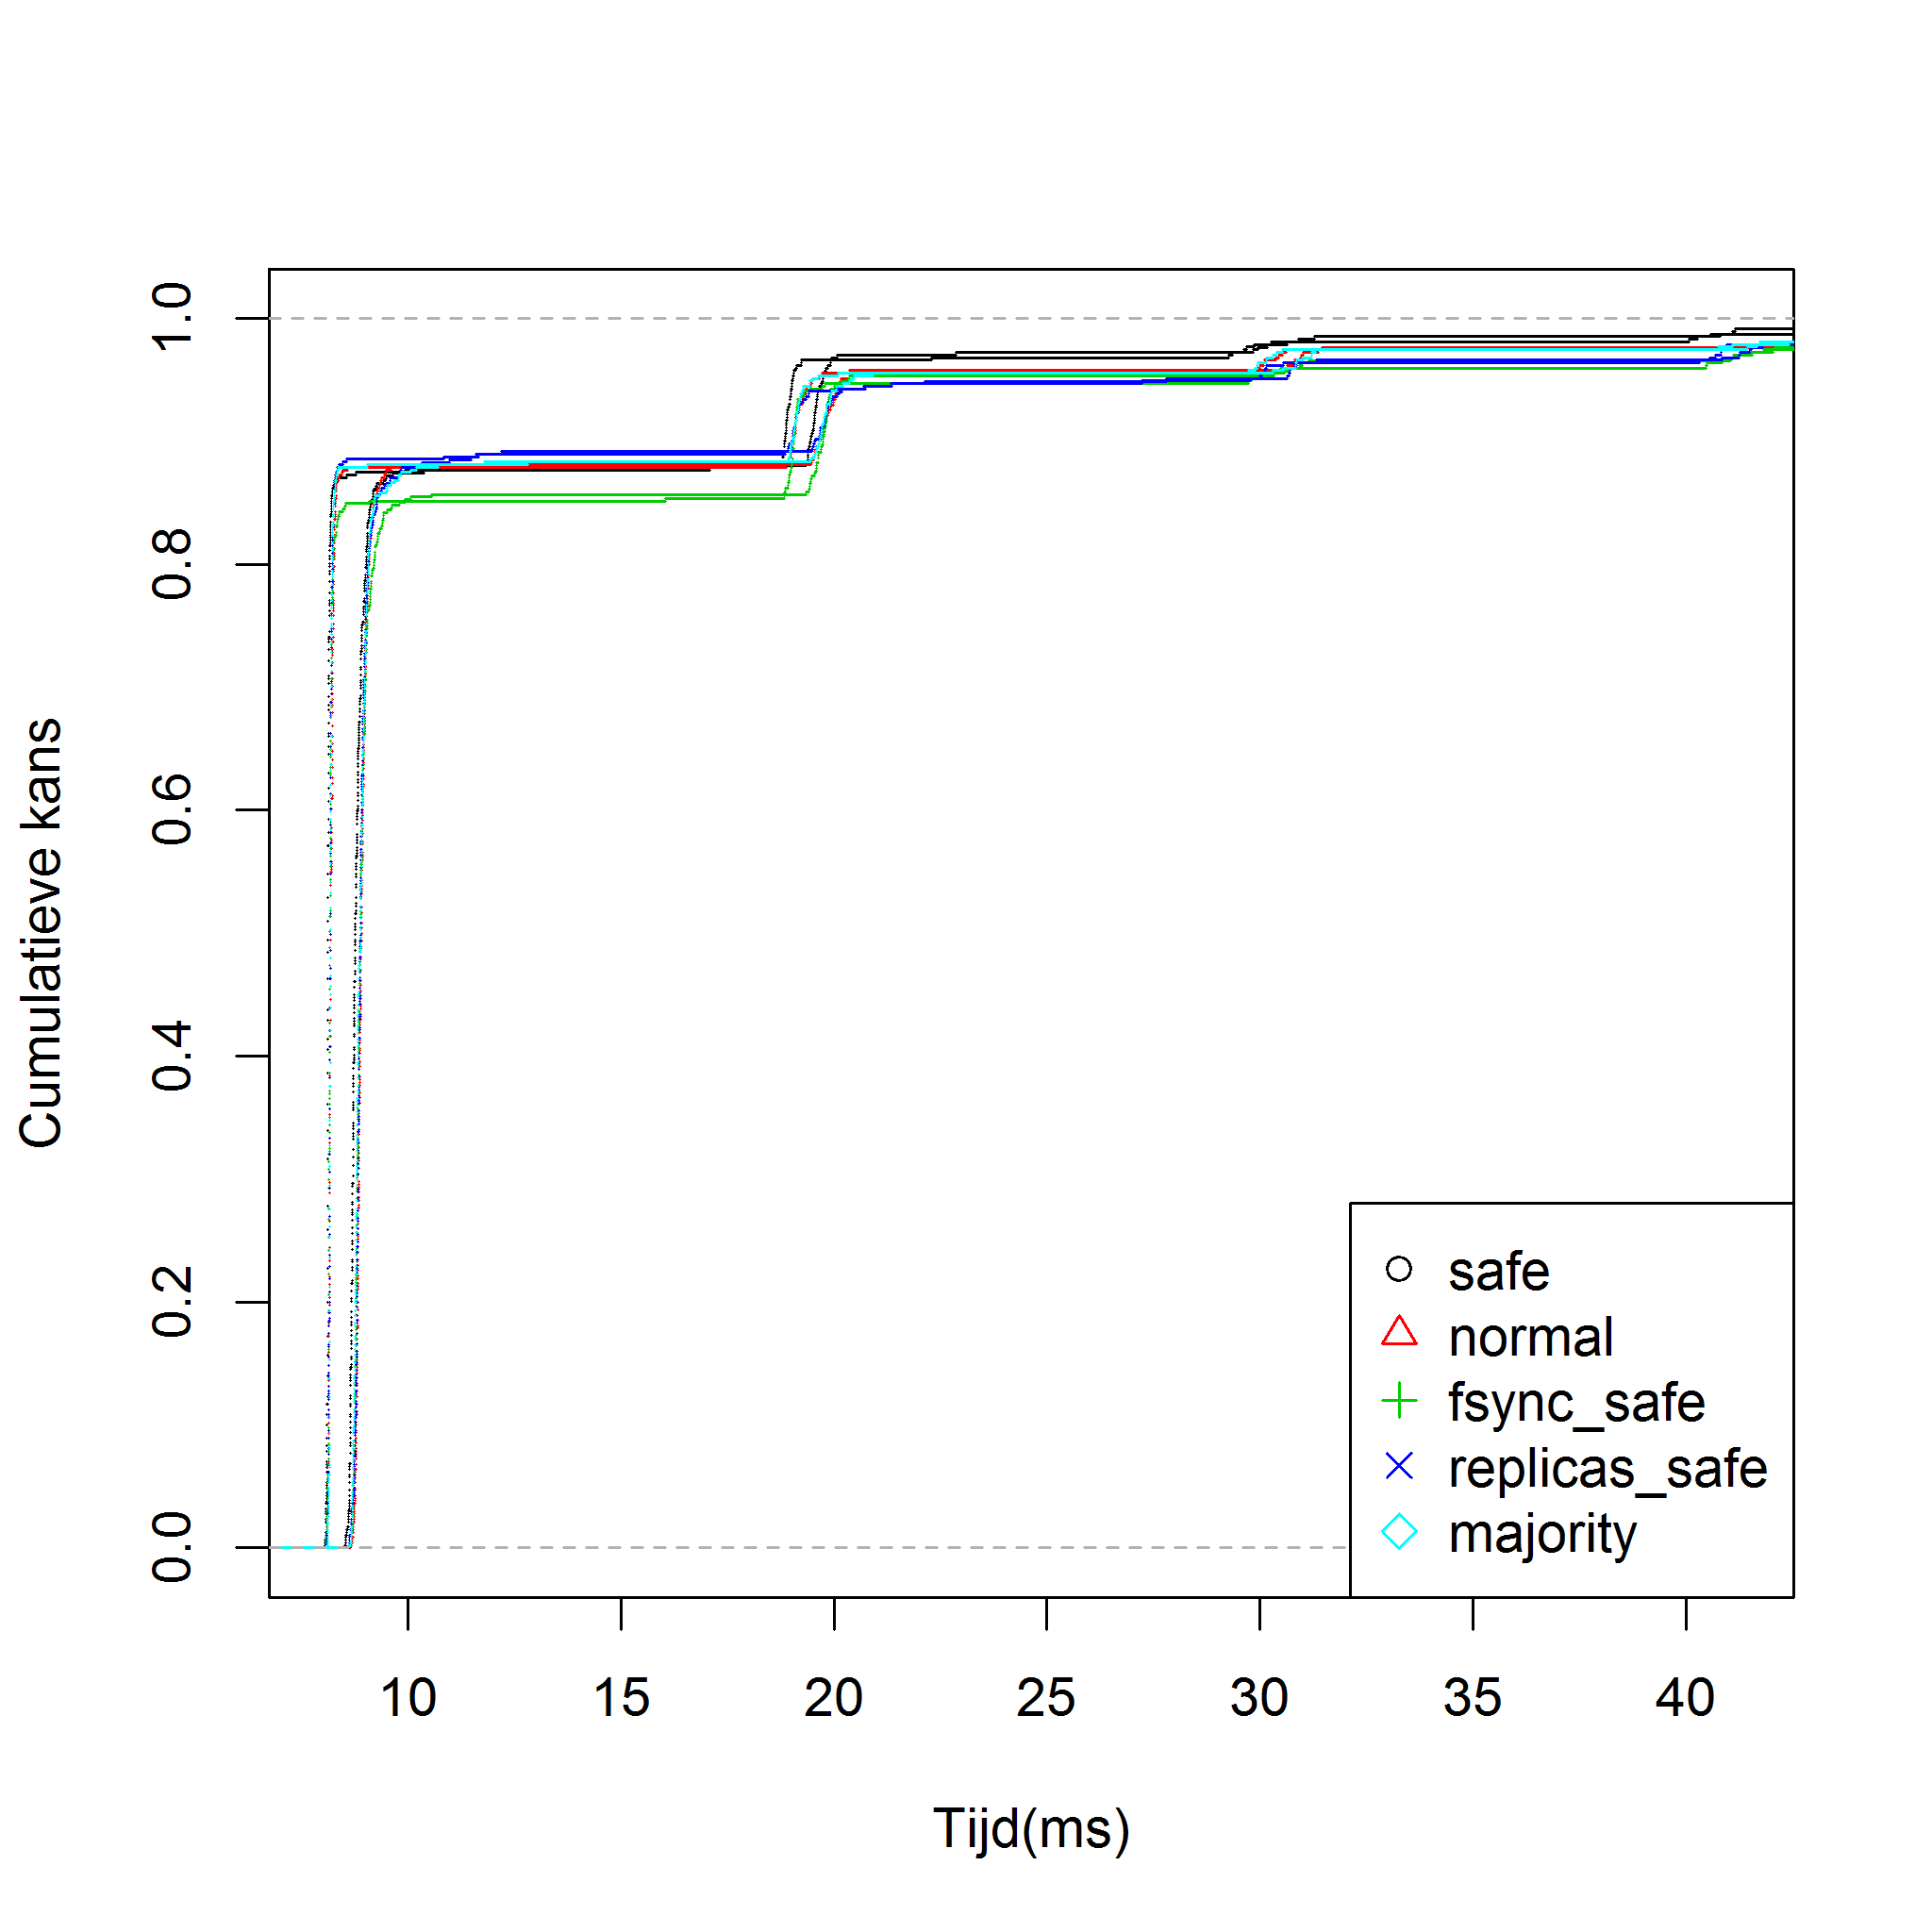 Cumulatieve kans
1.0
0.8
0.6
0.4
0.2
0.0
safe
normal
fsync_safe
replicas_safe
majority
10 15 20 25 30 35 40
Tijd(ms)